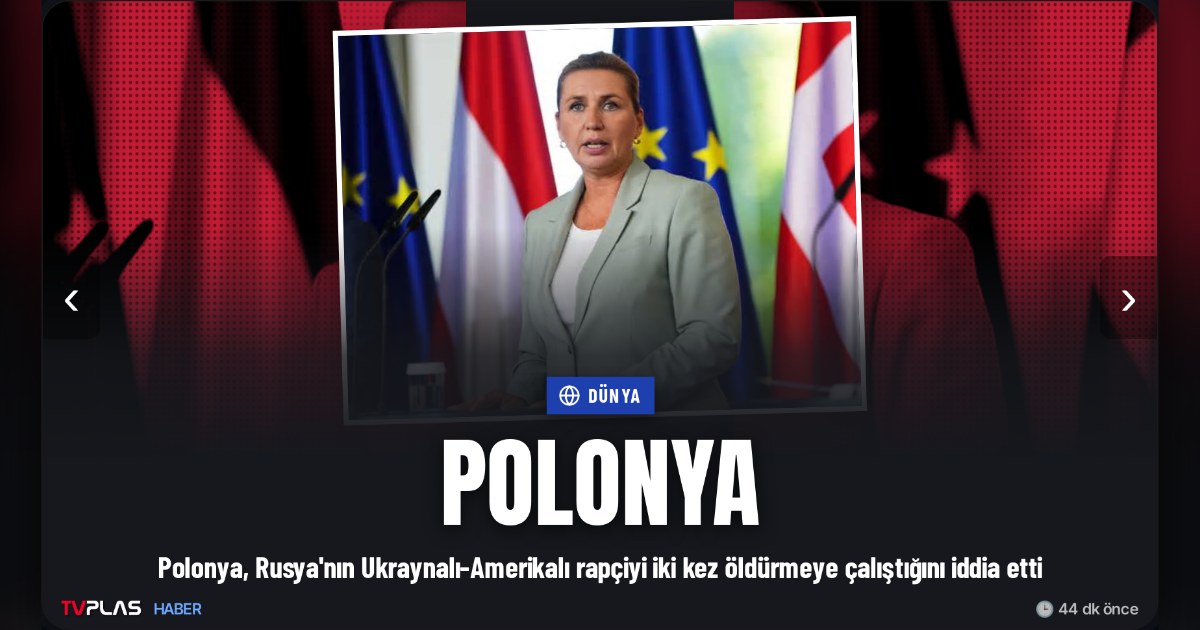 DÜNYA
POLONYA
Polonya, Rusya'nın Ukraynalı-Amerikalı rapçiyi iki kez öldürmeye çalıştığını iddia etti
TVPLAS HABER
44 dk önce